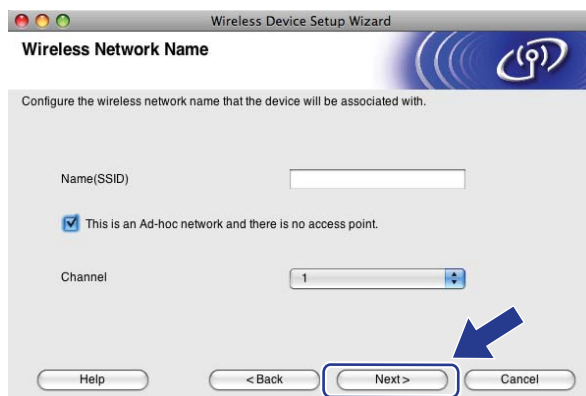 Wireless Device Setup Wizard
Wireless Network Name
Configure the wireless network name that the device will be associated with.
Name(SSID)
This is an Ad-hoc network and there is no access point.
Channel 1
Help <Back Next> Cancel